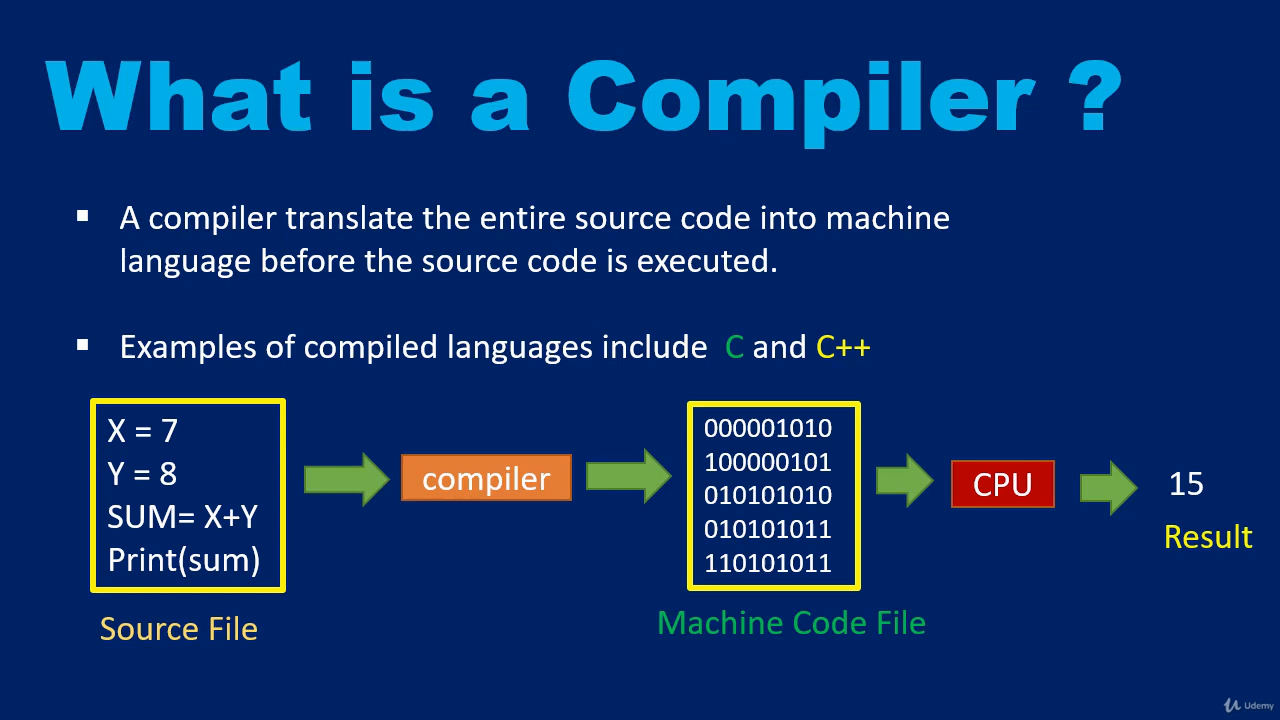 What is a Compiler ?
▪ A compiler translate the entire source code into machine
language before the source code is executed.
▪ Examples of compiled languages include C and C++
X = 7
Y = 8
SUM= X+Y
Print(sum)
Source File
compiler
000001010
100000101
010101010
010101011
110101011
Machine Code File
CPU
15
Result
Udemy